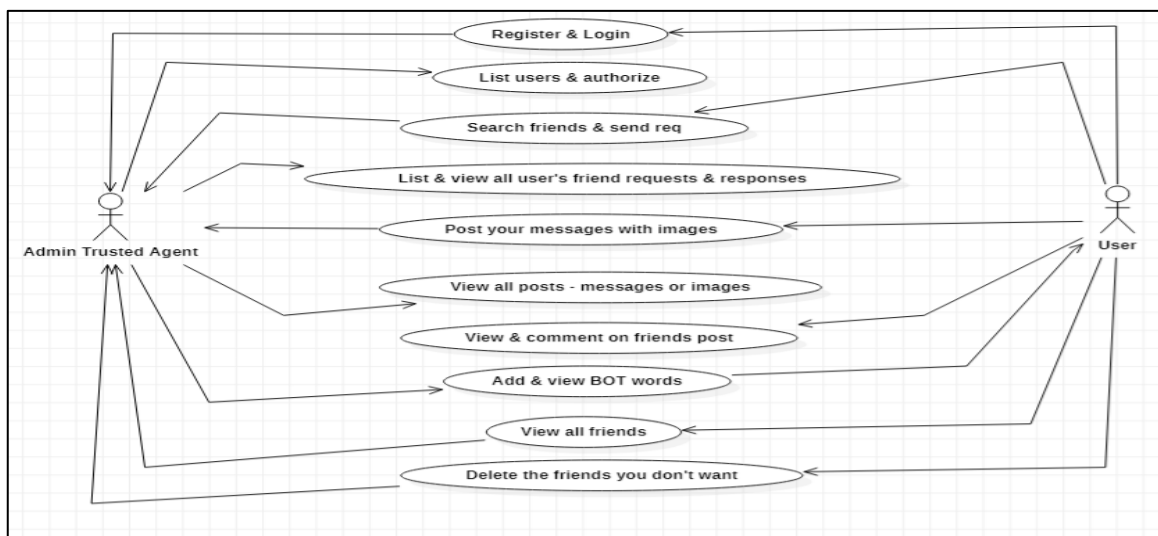 Register & Login
List users & authorize
Search friends & send req
List & view all user's friend requests & responses
Post your messages with images
Admin Trusted Agent
User
View all posts - messages or images
View & comment on friends post
Add & view BOT words
View all friends
Delete the friends you don't want